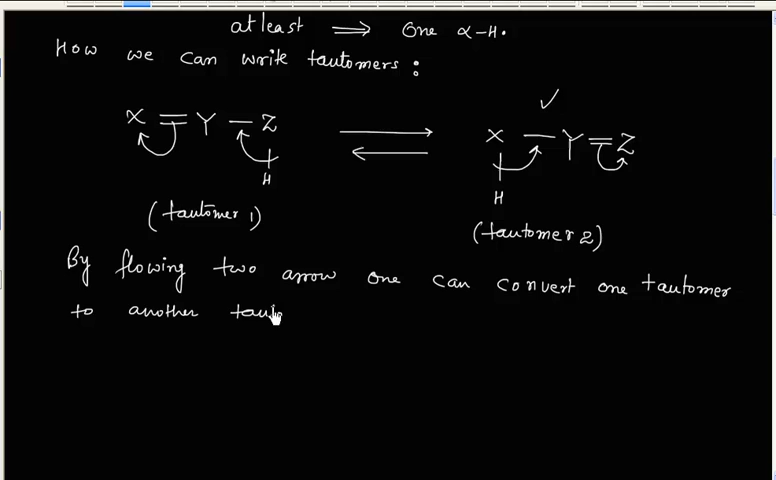 atleast ⟹ One α-H.
How we can write tautomers:
X = Y - Z ⇌ X - Y = Z
H H
(tautomer 1) (tautomer 2)
By flowing two arrow one can convert one tautomer
to another tauto